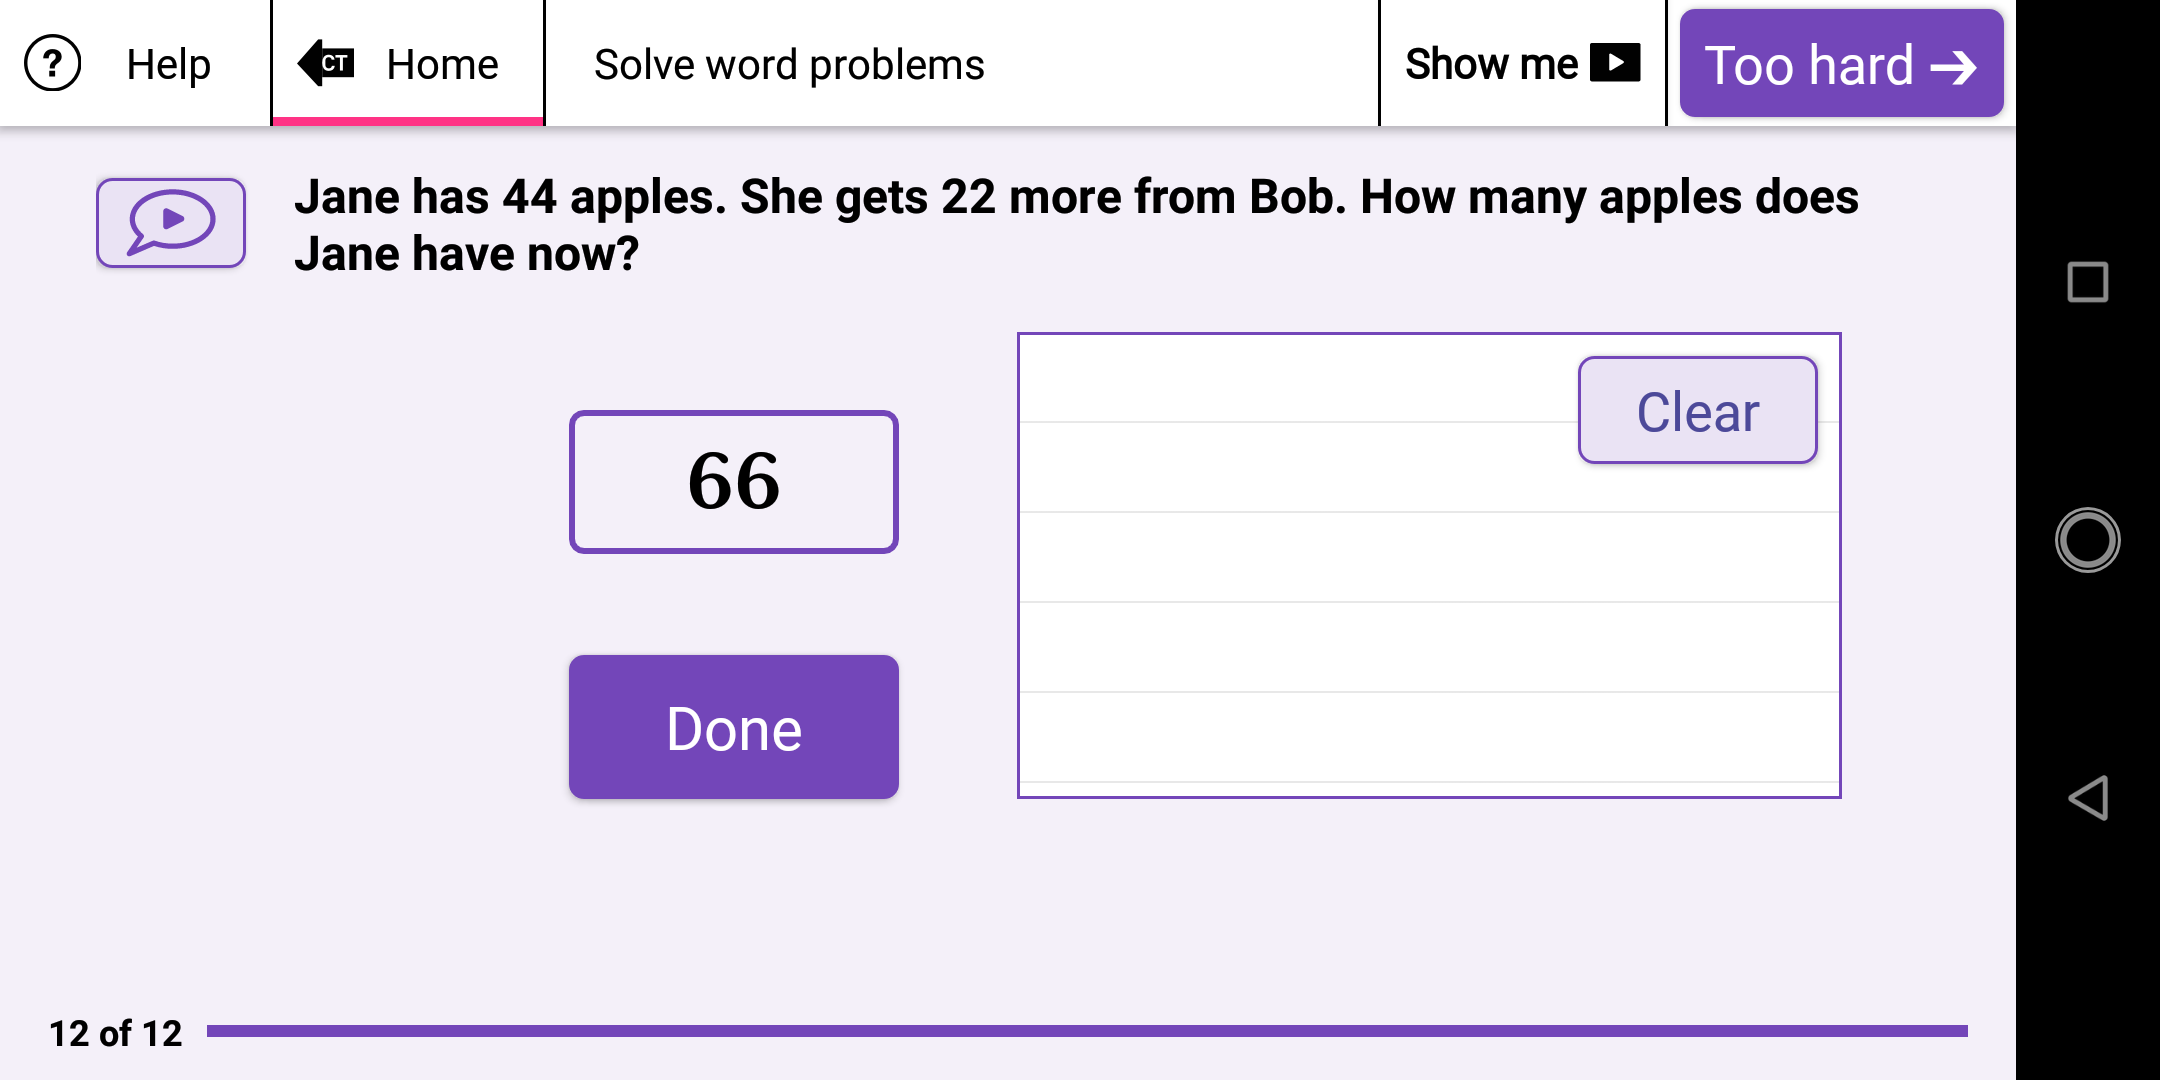 ? Help
CT Home
Solve word problems
Show me
Too hard
Jane has 44 apples. She gets 22 more from Bob. How many apples does
Jane have now?
Clear
66
Done
12 of 12